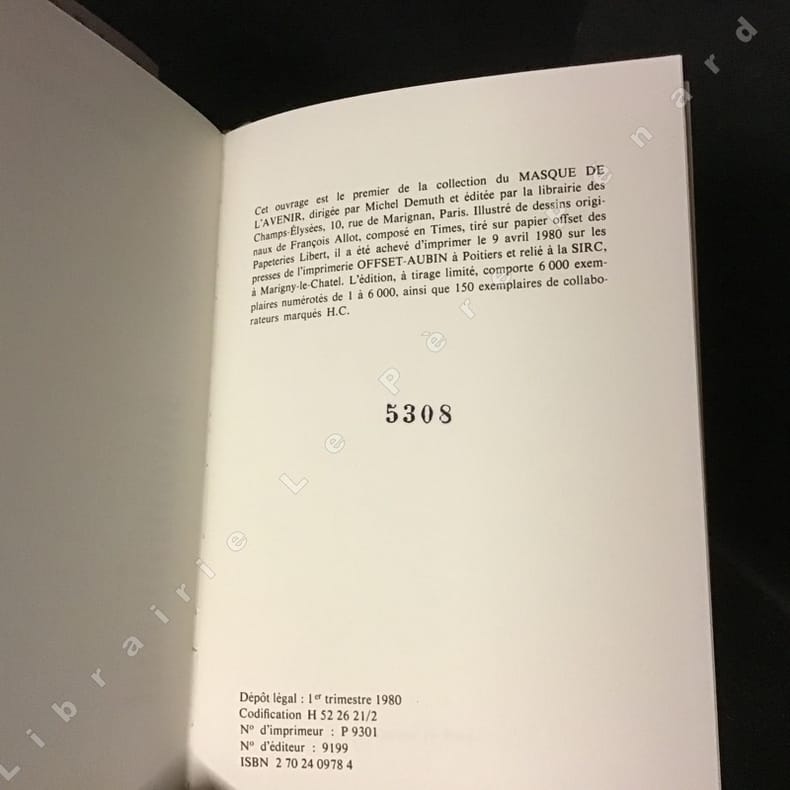 Cet ouvrage est le premier de la collection du MASQUE DE
L'AVENIR, dirigée par Michel Demuth et éditée par la librairie des
Champs-Élysées, 10, rue de Marignan, Paris. Illustré de dessins origi-
naux de François Allot, composé en Times, tiré sur papier offset des
Papeteries Libert, il a été achevé d'imprimer le 9 avril 1980 sur les
presses de l'imprimerie OFFSET-AUBIN à Poitiers et relié à la SIRC,
à Marigny-le-Chatel. L'édition, à tirage limité, comporte 6 000 exem-
plaires numérotés de 1 à 6 000, ainsi que 150 exemplaires de collabo-
rateurs marqués H.C.
5308
Dépôt légal : 1er trimestre 1980
Codification H 52 26 21/2
N° d'imprimeur : P 9301
N° d'éditeur : 9199
ISBN 2 70 24 0978 4
Librairie Le Père Pénard